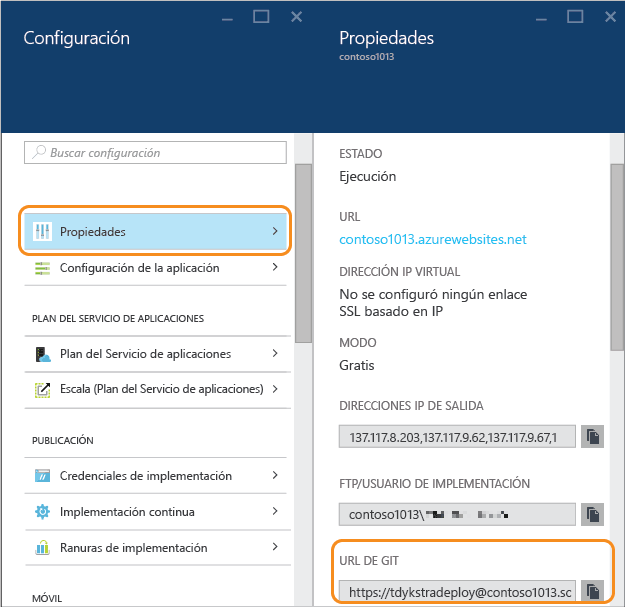 Configuración
Buscar configuración
Propiedades
Configuración de la aplicación
PLAN DEL SERVICIO DE APLICACIONES
Plan del Servicio de aplicaciones
Escala (Plan del Servicio de aplicaciones)
PUBLICACIÓN
Credenciales de implementación
Implementación continua
Ranuras de implementación
MÓVIL
Propiedades
contoso1013
ESTADO
Ejecución
URL
contoso1013.azurewebsites.net
DIRECCIÓN IP VIRTUAL
No se configuró ningún enlace
SSL basado en IP
MODO
Gratis
DIRECCIONES IP DE SALIDA
137.117.8.203,137.117.9.62,137.117.9.67,1
FTP/USUARIO DE IMPLEMENTACIÓN
contoso1013\
URL DE GIT
https://tdykstradeploy@contoso1013.sc